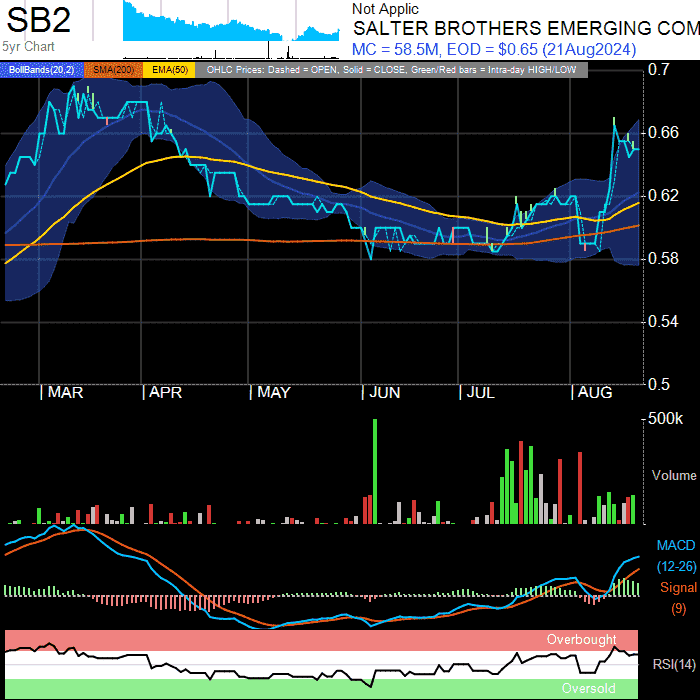 SB2
5yr Chart
Not Applic
SALTER BROTHERS EMERGING COM
MC = 58.5M, EOD = $0.65 (21Aug2024)
BollBands(20,2) SMA(200) EMA(50) OHLC Prices: Dashed = OPEN, Solid = CLOSE, Green/Red bars = Intra-day HIGH/LOW
0.7
0.66
0.62
0.58
0.54
0.5
MAR APR MAY JUN JUL AUG
500k
Volume
MACD
(12-26)
Signal
(9)
Overbought
RSI(14)
Oversold